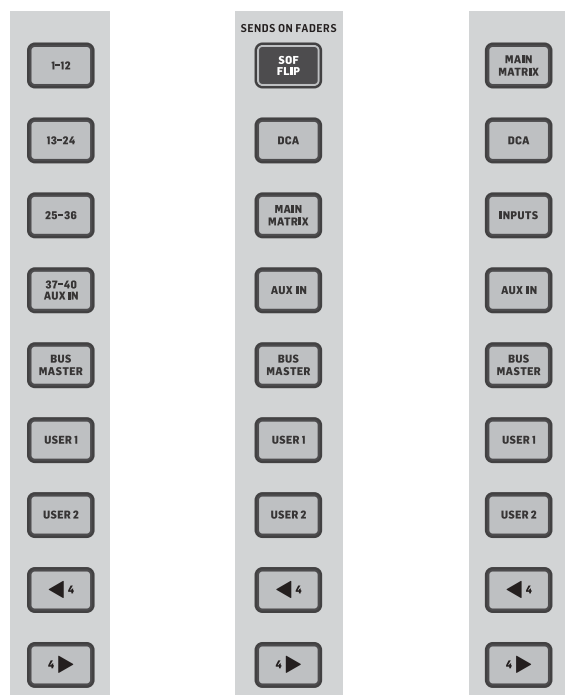 1-12
13-24
25-36
37-40
AUX IN
BUS
MASTER
USER 1
USER 2
◀ 4
4 ▶
SENDS ON FADERS
SOF
FLIP
DCA
MAIN
MATRIX
AUX IN
BUS
MASTER
USER 1
USER 2
◀ 4
4 ▶
MAIN
MATRIX
DCA
INPUTS
AUX IN
BUS
MASTER
USER 1
USER 2
◀ 4
4 ▶